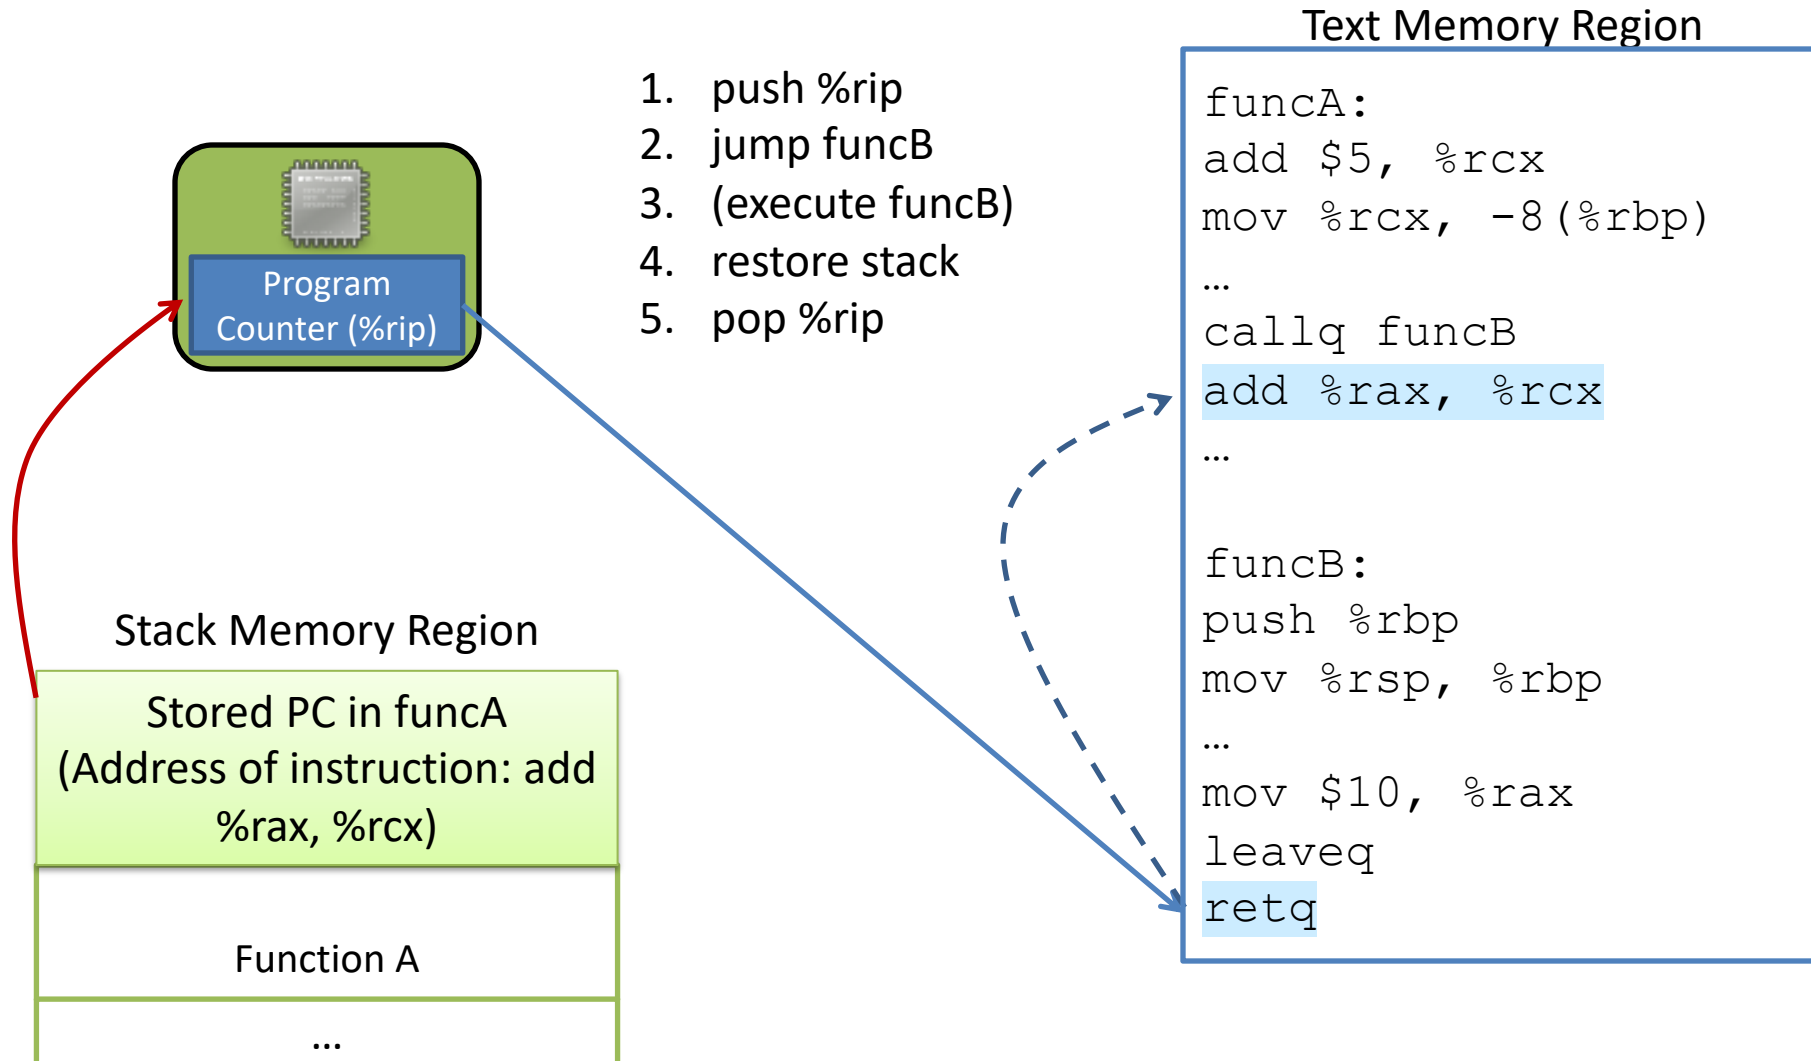 Text Memory Region
1. push %rip
2. jump funcB
3. (execute funcB)
4. restore stack
5. pop %rip
Program
Counter (%rip)
funcA:
add $5, %rcx
mov %rcx, -8(%rbp)
…
callq funcB
add %rax, %rcx
…
funcB:
push %rbp
mov %rsp, %rbp
…
mov $10, %rax
leaveq
retq
Stack Memory Region
Stored PC in funcA
(Address of instruction: add
%rax, %rcx)
Function A
…